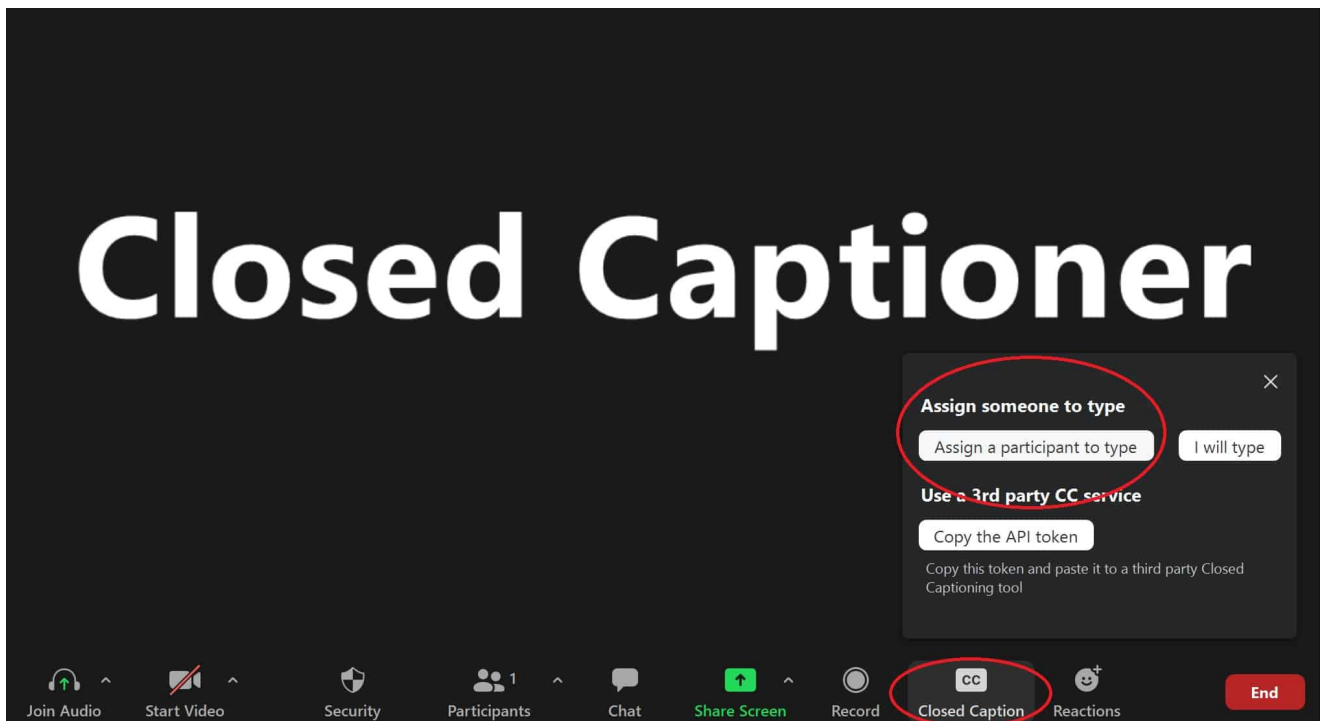 Closed Captioner
Assign someone to type
Assign a participant to type I will type
Use a 3rd party CC service
Copy the API token
Copy this token and paste it to a third party Closed
Captioning tool
1
CC
Join Audio Start Video Security Participants Chat Share Screen Record Closed Caption Reactions End